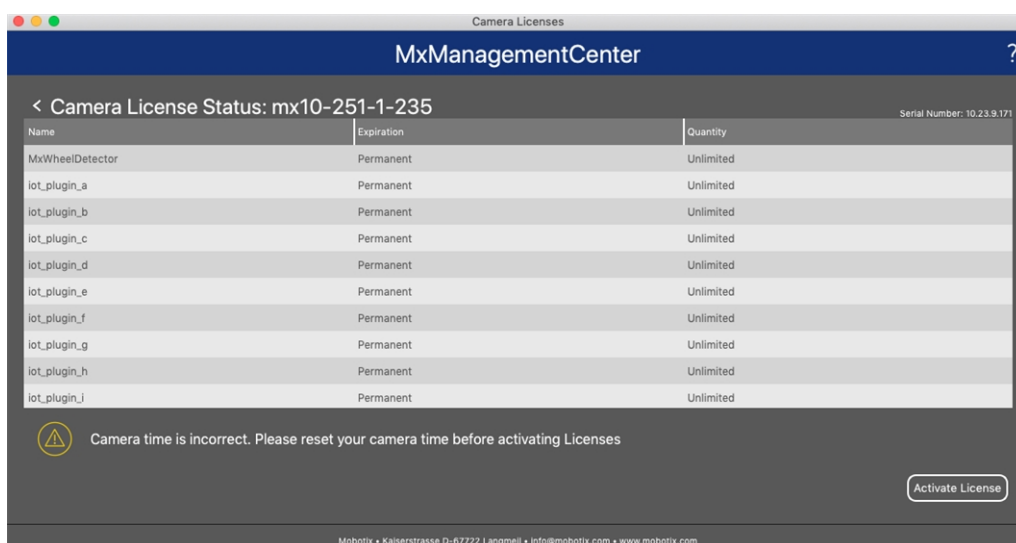 Camera Licenses
MxManagementCenter
?
< Camera License Status: mx10-251-1-235
Serial Number: 10.23.9.171
Name Expiration Quantity
MxWheelDetector Permanent Unlimited
iot_plugin_a Permanent Unlimited
iot_plugin_b Permanent Unlimited
iot_plugin_c Permanent Unlimited
iot_plugin_d Permanent Unlimited
iot_plugin_e Permanent Unlimited
iot_plugin_f Permanent Unlimited
iot_plugin_g Permanent Unlimited
iot_plugin_h Permanent Unlimited
iot_plugin_i Permanent Unlimited
Camera time is incorrect. Please reset your camera time before activating Licenses
Activate License
Mobotix • Kaiserstrasse D-67722 Langmeil • info@mobotix.com • www.mobotix.com